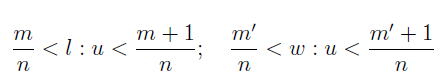 m/n < l : u < m + 1/n; m′/n < w : u < m′ + 1/n